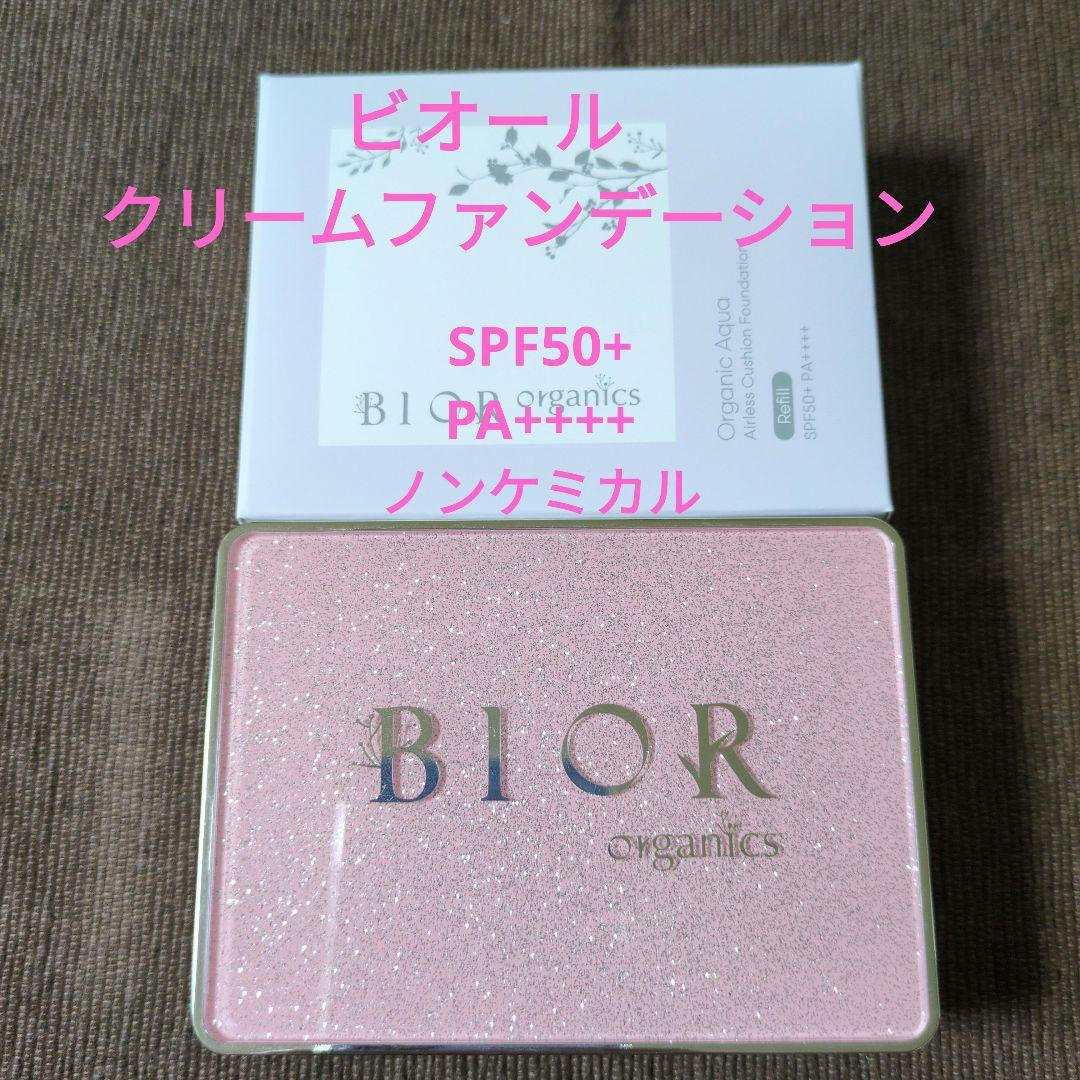 ビオール
クリームファンデーション
SPF50+
PA++++
ノンケミカル
BIOR organics
Organic Aqua
Airless Cushion Foundation
Refill
SPF50+ PA++++
BIOR
organics